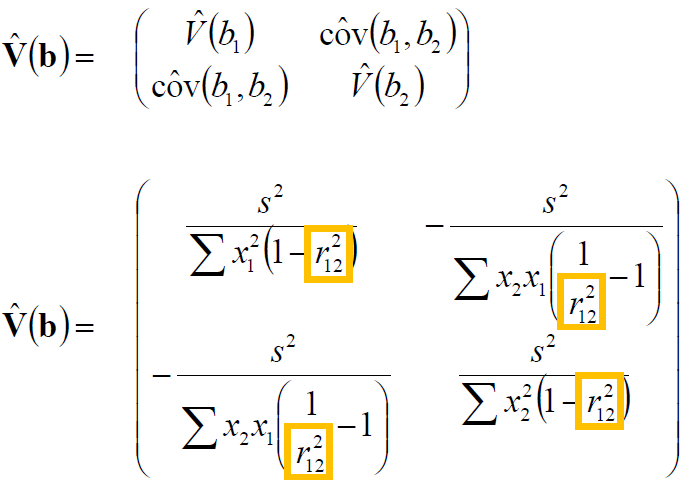 V̂(b) = ( V̂(b₁) côv(b₁,b₂)
côv(b₁,b₂) V̂(b₂) )
V̂(b) = ( s² / (∑ x₁² (1 − r₁₂²)) − s² / (∑ x₂x₁ (1/r₁₂² − 1))
− s² / (∑ x₂x₁ (1/r₁₂² − 1)) s² / (∑ x₂² (1 − r₁₂²)) )